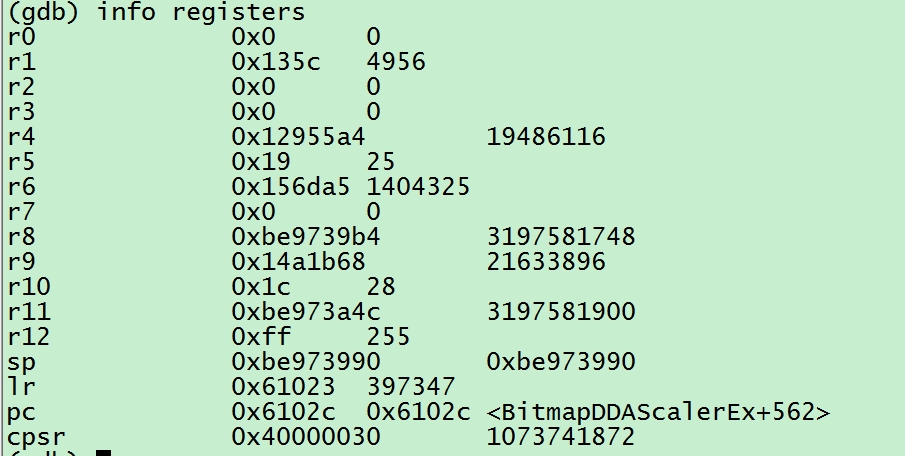 (gdb) info registers
r0 0x0 0
r1 0x135c 4956
r2 0x0 0
r3 0x0 0
r4 0x12955a4 19486116
r5 0x19 25
r6 0x156da5 1404325
r7 0x0 0
r8 0xbe9739b4 3197581748
r9 0x14a1b68 21633896
r10 0x1c 28
r11 0xbe973a4c 3197581900
r12 0xff 255
sp 0xbe973990 0xbe973990
lr 0x61023 397347
pc 0x6102c 0x6102c <BitmapDDAScalerEx+562>
cpsr 0x40000030 1073741872